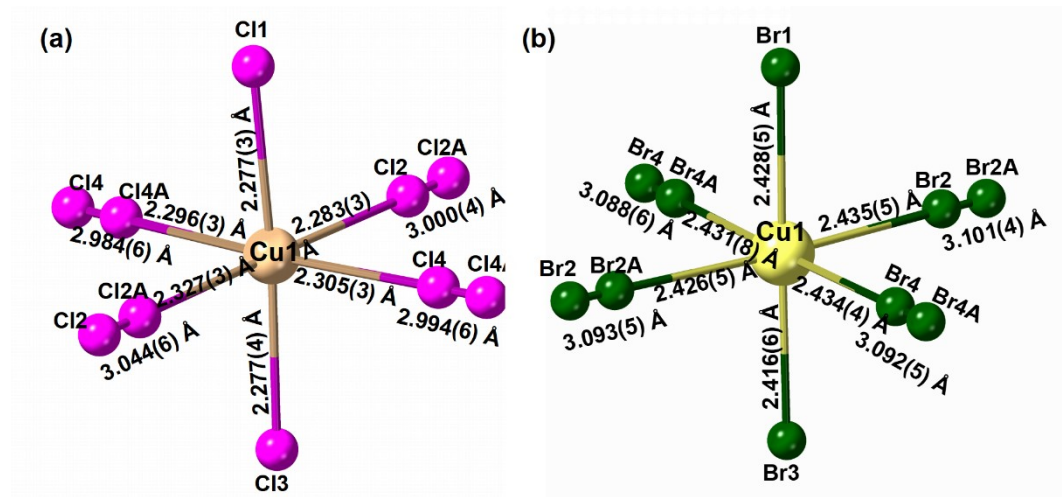 (a)
Cl1
2.277(3) Å
Cl2A
Cl2
2.283(3) Å
3.000(4) Å
Cl4
Cl4A
2.296(3) Å
2.984(6) Å
Cu1
2.305(3) Å
Cl4
Cl4A
2.994(6) Å
Cl2A
2.327(3) Å
Cl2
3.044(6) Å
2.277(4) Å
Cl3
(b)
Br1
2.428(5) Å
Br4
Br4A
3.088(6) Å
2.431(8) Å
Br2A
Br2
2.435(5) Å
3.101(4) Å
Cu1
Br2
Br2A
2.426(5) Å
3.093(5) Å
2.434(4) Å
Br4
Br4A
3.092(5) Å
2.416(6) Å
Br3